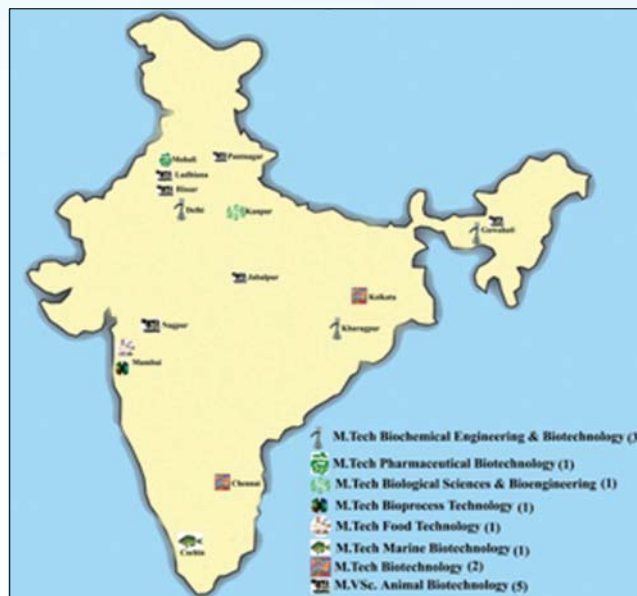 Mohali
Pantnagar
Ludhiana
Hissar
Delhi
Kanpur
Guwahati
Jabalpur
Kolkata
Nagpur
Kharagpur
Mumbai
M.Tech Biochemical Engineering & Biotechnology (3
M.Tech Pharmaceutical Biotechnology (1)
Chennai
M.Tech Biological Sciences & Bioengineering (1)
M.Tech Bioprocess Technology (1)
M.Tech Food Technology (1)
M.Tech Marine Biotechnology (1)
Cochin
M.Tech Biotechnology (2)
M.VSc. Animal Biotechnology (5)